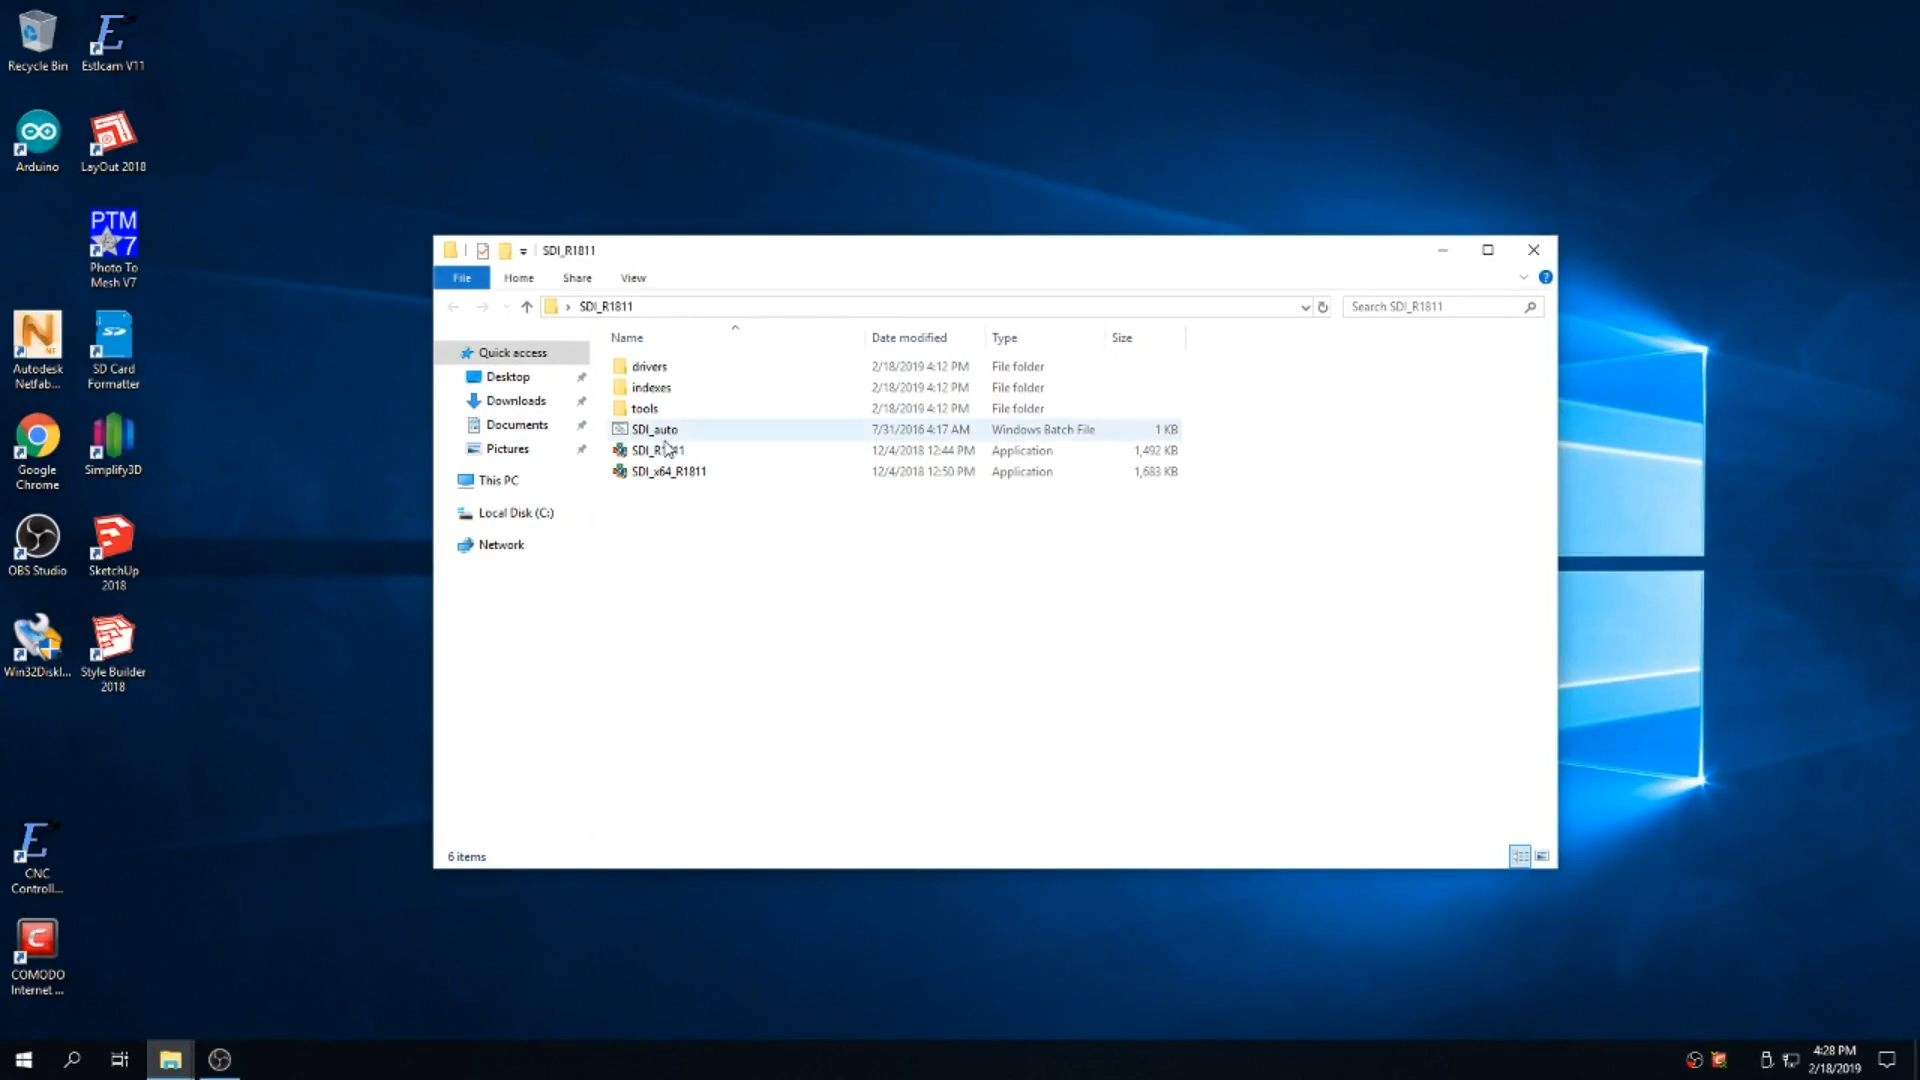 Recycle Bin
Estlcam V11
Arduino
LayOut 2018
PTM
7
Photo To
Mesh V7
Autodesk
Netfab...
SD Card
Formatter
Google
Chrome
Simplify3D
OBS Studio
SketchUp
2018
Win32DiskI...
Style Builder
2018
CNC
Controll...
COMODO
Internet ...
SDI_R1811
File
Home
Share
View
SDI_R1811
Search SDI_R1811
Name
Date modified
Type
Size
Quick access
Desktop
Downloads
Documents
Pictures
This PC
Local Disk (C:)
Network
drivers 2/18/2019 4:12 PM File folder
indexes 2/18/2019 4:12 PM File folder
tools 2/18/2019 4:12 PM File folder
SDI_auto 7/31/2016 4:17 AM Windows Batch File 1 KB
SDI_R1811 12/4/2018 12:44 PM Application 1,492 KB
SDI_x64_R1811 12/4/2018 12:50 PM Application 1,683 KB
6 items
4:28 PM
2/18/2019